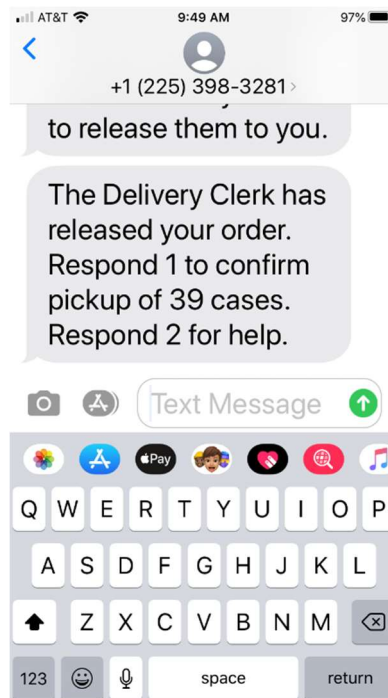 AT&T 9:49 AM 97%
+1 (225) 398-3281
to release them to you.
The Delivery Clerk has
released your order.
Respond 1 to confirm
pickup of 39 cases.
Respond 2 for help.
Text Message
Pay
Q W E R T Y U I O P
A S D F G H J K L
Z X C V B N M
123 space return